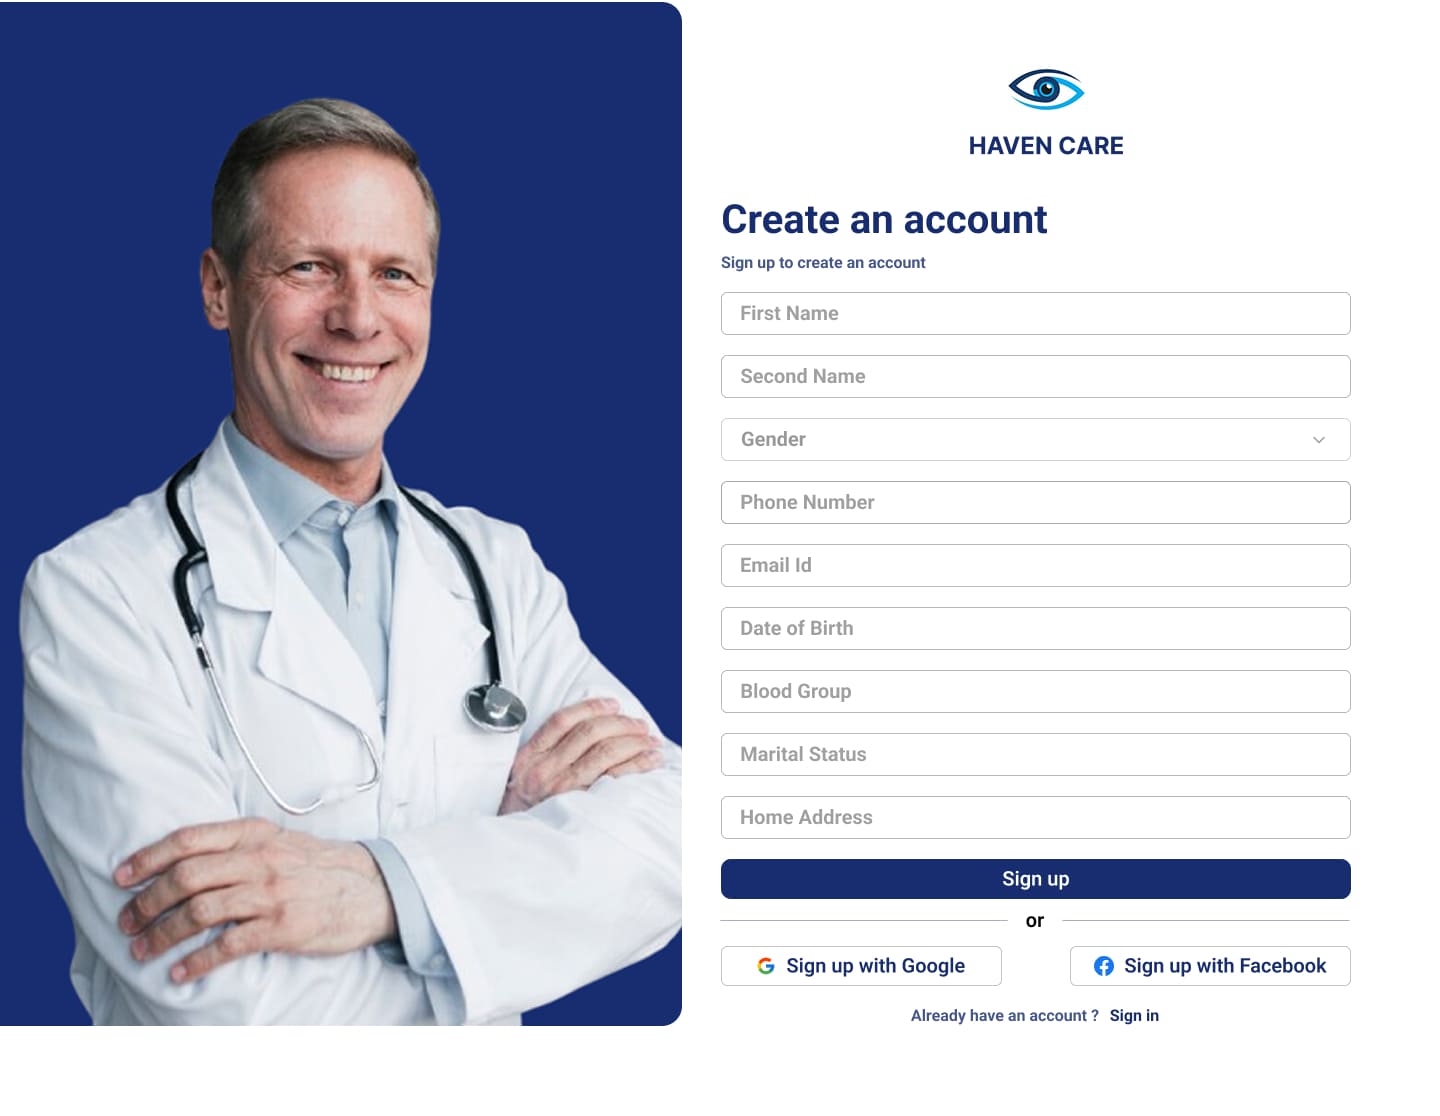 HAVEN CARE
Create an account
Sign up to create an account
First Name
Second Name
Gender
Phone Number
Email Id
Date of Birth
Blood Group
Marital Status
Home Address
Sign up
or
Sign up with Google
Sign up with Facebook
Already have an account ? Sign in